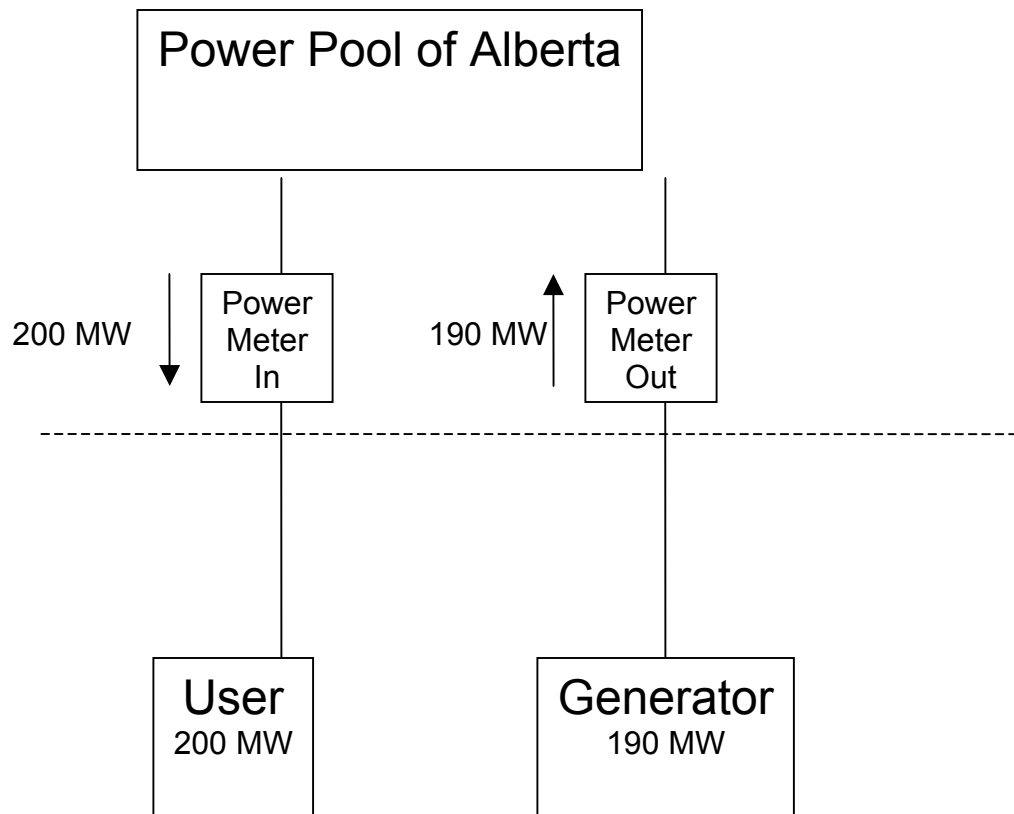 Power Pool of Alberta
200 MW
Power
Meter
In
190 MW
Power
Meter
Out
User
200 MW
Generator
190 MW